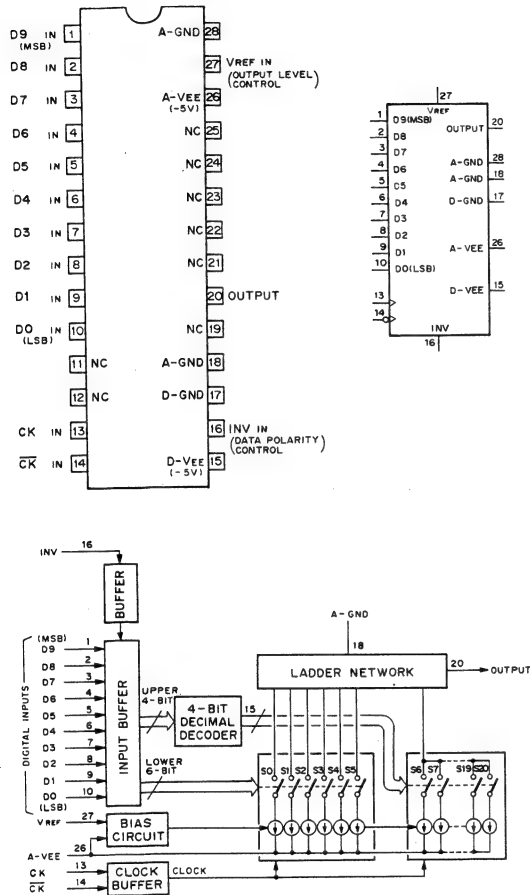 D9 IN 1 A-GND 28
(MSB)
D8 IN 2 27 VREF IN
(OUTPUT LEVEL CONTROL)
D7 IN 3 A-VEE 26
(-5V)
D6 IN 4 NC 25
D5 IN 5 NC 24
D4 IN 6 NC 23
D3 IN 7 NC 22
D2 IN 8 NC 21
D1 IN 9 20 OUTPUT
D0 IN 10 NC 19
(LSB)
11 NC A-GND 18
12 NC D-GND 17
CK IN 13 16 INV IN
(DATA POLARITY CONTROL)
CK IN 14 D-VEE 15
(-5V)
27
VREF
1 D9(MSB) OUTPUT 20
2 D8
3 D7 A-GND 28
4 D6 A-GND 18
5 D5
6 D4 D-GND 17
7 D3
8 D2
9 D1 A-VEE 26
10 D0(LSB)
D-VEE 15
13
14
INV
16
INV 16
BUFFER
DIGITAL INPUTS
(MSB)
D9 1
D8 2
D7 3
D6 4
D5 5
D4 6
D3 7
D2 8
D1 9
D0 10
(LSB)
INPUT BUFFER
UPPER 4-BIT
4-BIT
DECIMAL
DECODER
15
LOWER
6-BIT
A-GND
18
LADDER NETWORK
20 OUTPUT
S0 S1 S2 S3 S4 S5
S6 S7 S19 S20
VREF 27
BIAS
CIRCUIT
A-VEE 26
CK 13
CK 14
CLOCK
BUFFER
CLOCK